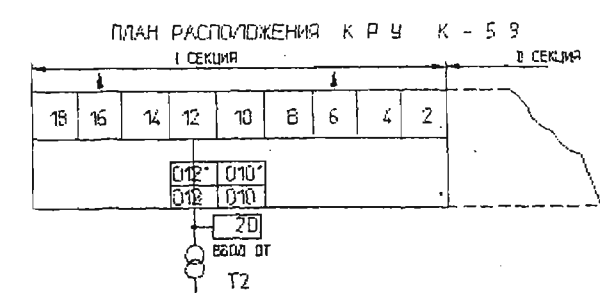 ПЛАН РАСПОЛОЖЕНИЯ КРУ К-59
I СЕКЦИЯ II СЕКЦИЯ
18 16 14 12 10 8 6 4 2
012' 010'
012 010
20
ВВОД ОТ
Т2